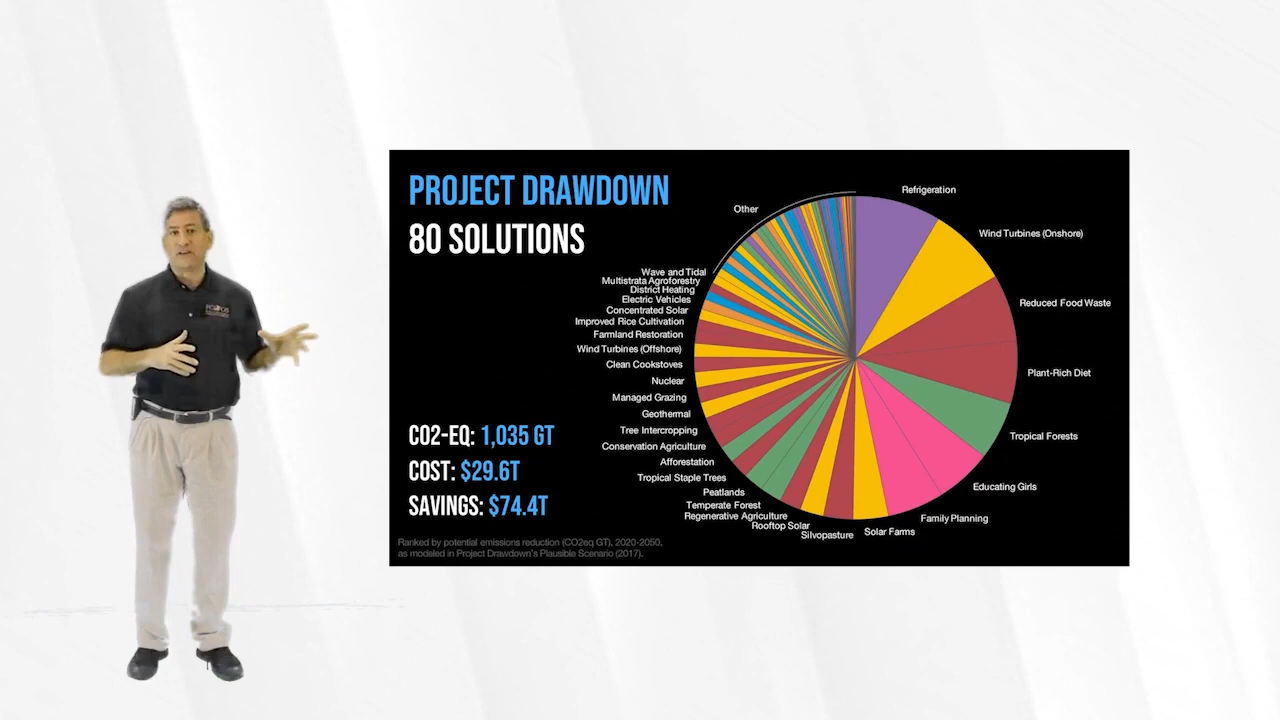 PROJECT DRAWDOWN
80 SOLUTIONS
CO2-EQ: 1,035 GT
COST: $29.6T
SAVINGS: $74.4T
Ranked by potential emissions reduction (CO2eq GT), 2020-2050,
as modeled in Project Drawdown's Plausible Scenario (2017).
Refrigeration
Wind Turbines (Onshore)
Reduced Food Waste
Plant-Rich Diet
Tropical Forests
Educating Girls
Family Planning
Solar Farms
Silvopasture
Rooftop Solar
Regenerative Agriculture
Temperate Forest
Peatlands
Tropical Staple Trees
Afforestation
Conservation Agriculture
Tree Intercropping
Geothermal
Managed Grazing
Nuclear
Clean Cookstoves
Wind Turbines (Offshore)
Farmland Restoration
Improved Rice Cultivation
Concentrated Solar
Electric Vehicles
District Heating
Multistrata Agroforestry
Wave and Tidal
Other